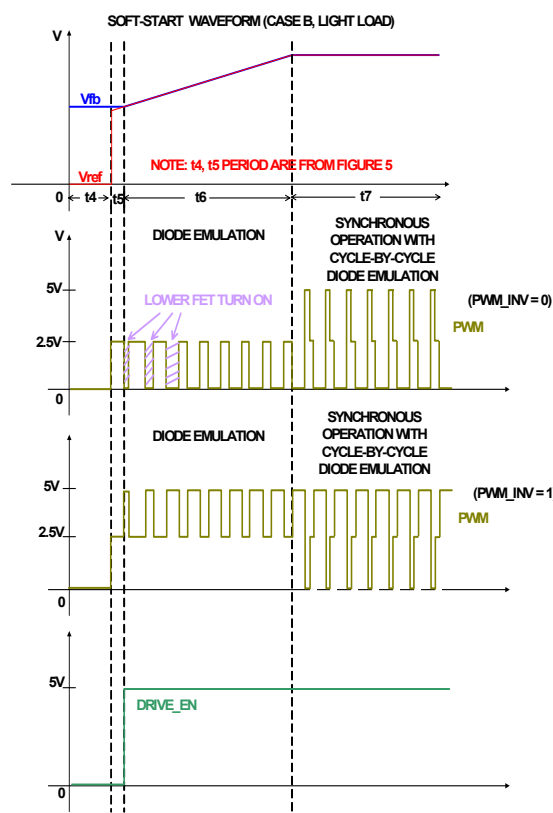 SOFT-START WAVEFORM (CASE B, LIGHT LOAD)
V
Vfb
NOTE: t4, t5 PERIOD ARE FROM FIGURE 5
Vref
0
t4
t5
t6
t7
V
DIODE EMULATION
SYNCHRONOUS
OPERATION WITH
CYCLE-BY-CYCLE
DIODE EMULATION
5V
LOWER FET TURN ON
(PWM_INV = 0)
PWM
2.5V
0
DIODE EMULATION
SYNCHRONOUS
OPERATION WITH
CYCLE-BY-CYCLE
DIODE EMULATION
5V
(PWM_INV = 1
PWM
2.5V
0
5V
DRIVE_EN
0